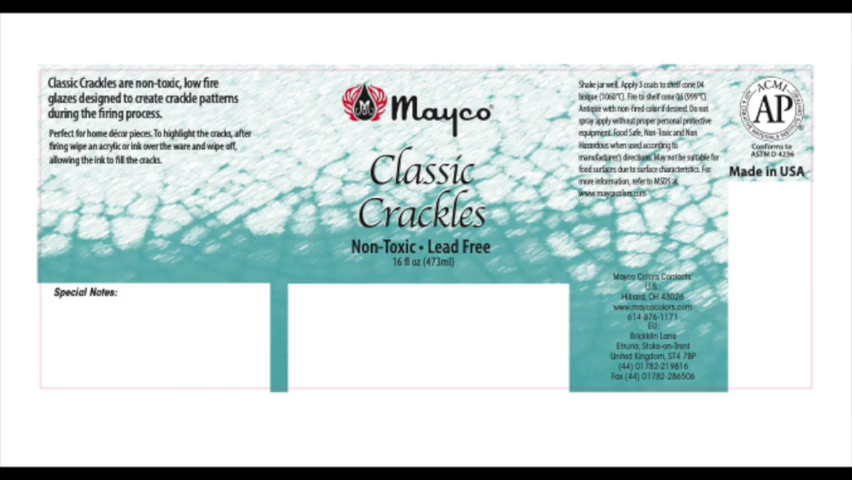 Classic Crackles are non-toxic, low fire
glazes designed to create crackle patterns
during the firing process.
Perfect for home décor pieces. To highlight the cracks, after
firing wipe an acrylic or ink over the ware and wipe off,
allowing the ink to fill the cracks.
Special Notes:
M
Mayco®
Classic
Crackles
Non-Toxic • Lead Free
16 fl oz (473ml)
Shake jar well. Apply 3 coats to shelf cone 04
bisque (1060°C). Fire to shelf cone 06 (999°C).
Antique with non-fired color if desired. Do not
spray apply without proper personal protective
equipment. Food Safe, Non-Toxic and Non
Hazardous when used according to
manufacturer's directions. May not be suitable for
food surfaces due to surface characteristics. For
more information, refer to MSDS at
www.maycocolors.com
Mayco Colors Contacts:
U.S.:
Hilliard, OH 43026
www.maycocolors.com
614 876-1171
EU:
Brickkiln Lane
Etruria, Stoke-on-Trent
United Kingdom, ST4 7BP
(44) 01782-219816
Fax (44) 01782-286506
ACMI
AP
Conforms to
ASTM D 4236
Made in USA